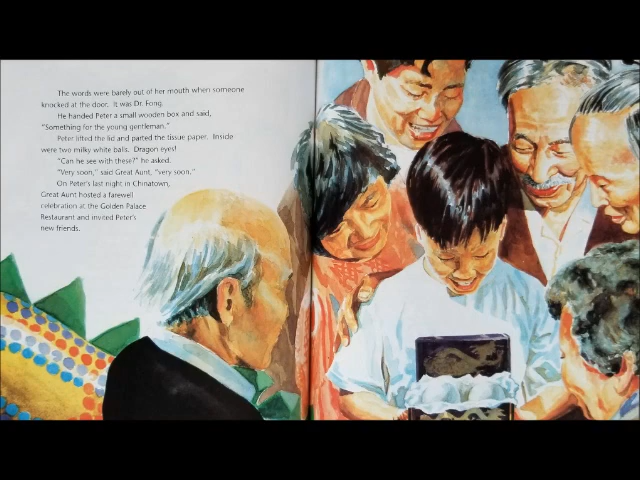 The words were barely out of her mouth when someone
knocked at the door. It was Dr. Fong.
He handed Peter a small wooden box and said,
"Something for the young gentleman."
Peter lifted the lid and parted the tissue paper. Inside
were two milky white balls. Dragon eyes!
"Can he see with these?" he asked.
"Very soon," said Great Aunt, "very soon."
On Peter's last night in Chinatown,
Great Aunt hosted a farewell
celebration at the Golden Palace
Restaurant and invited Peter's
new friends.